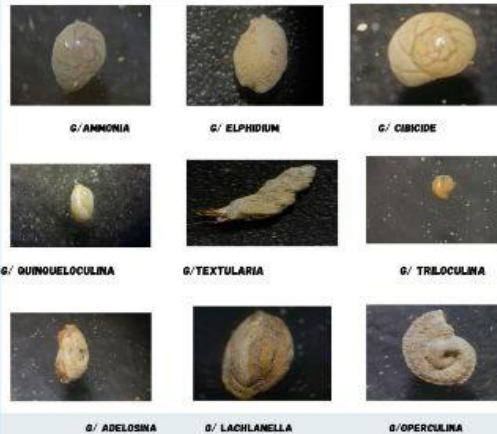 G/AMMONIA
G/ ELPHIDIUM
G/ CIBICIDE
G/ QUINQUELOCULINA
G/TEXTULARIA
G/ TRILOCULINA
G/ ADELOSINA
G/ LACHLANELLA
G/OPERCULINA